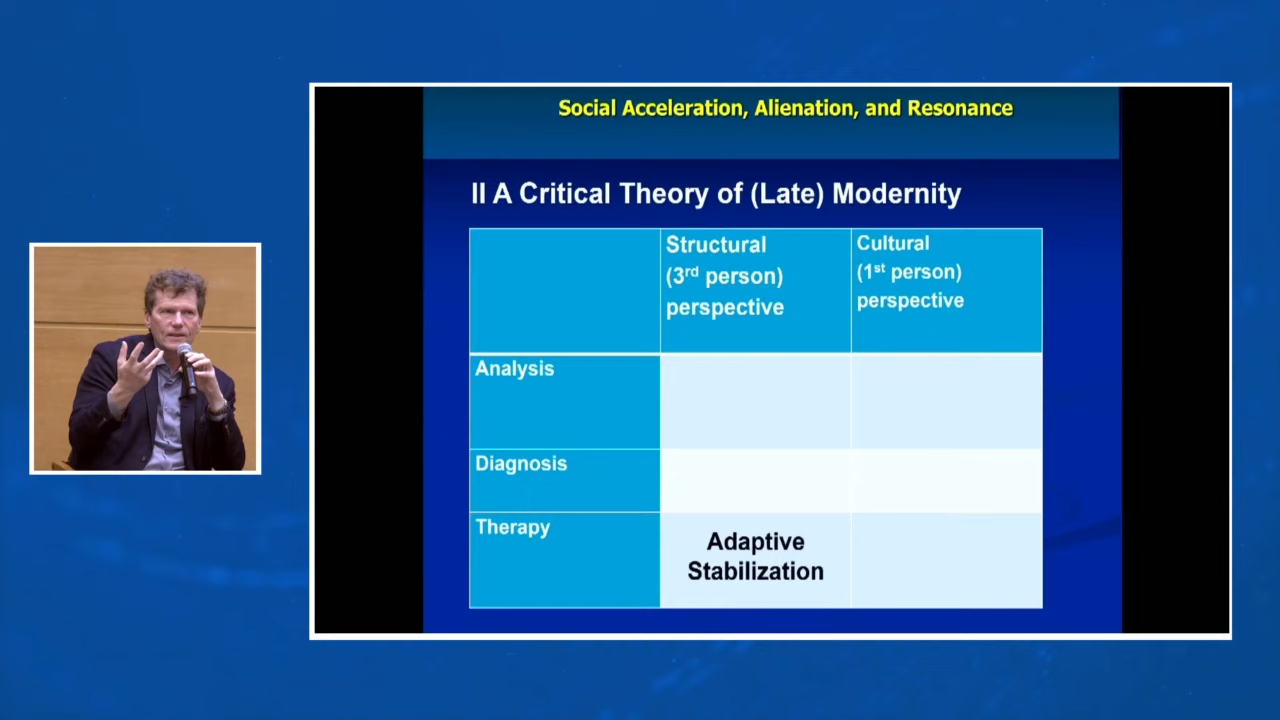 Social Acceleration, Alienation, and Resonance
II A Critical Theory of (Late) Modernity
Structural
(3rd person)
perspective
Cultural
(1st person)
perspective
Analysis
Diagnosis
Therapy
Adaptive
Stabilization